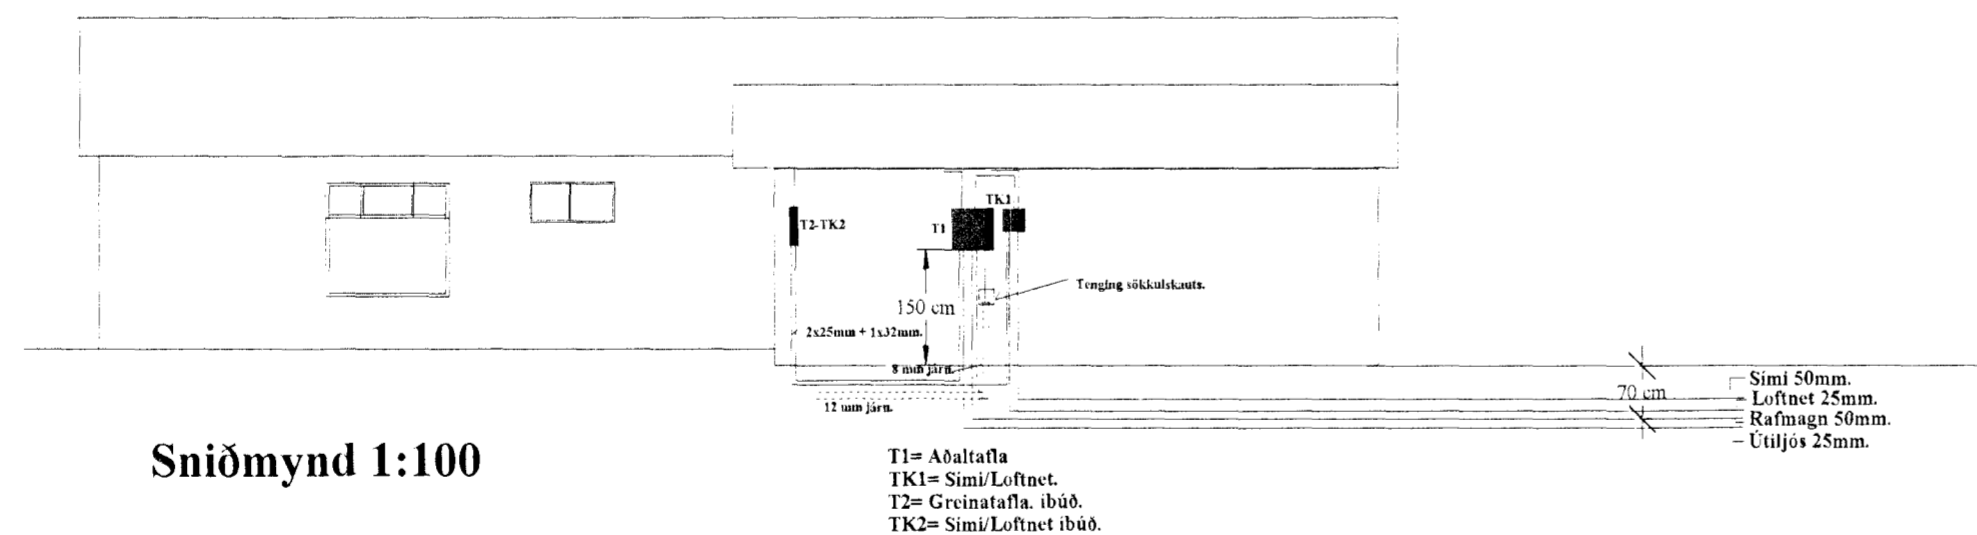 TK1
T2-TK2
T1
Tenging sökkulskauts.
150 cm
2x25mm + 1x32mm.
8 mm járn.
12 mm járn.
70 cm
Sími 50mm.
Loftnet 25mm.
Rafmagn 50mm.
Útiljós 25mm.
Sniðmynd 1:100
T1= Aðaltafla
TK1= Sími/Loftnet.
T2= Greinatafla. íbúð.
TK2= Sími/Loftnet íbúð.